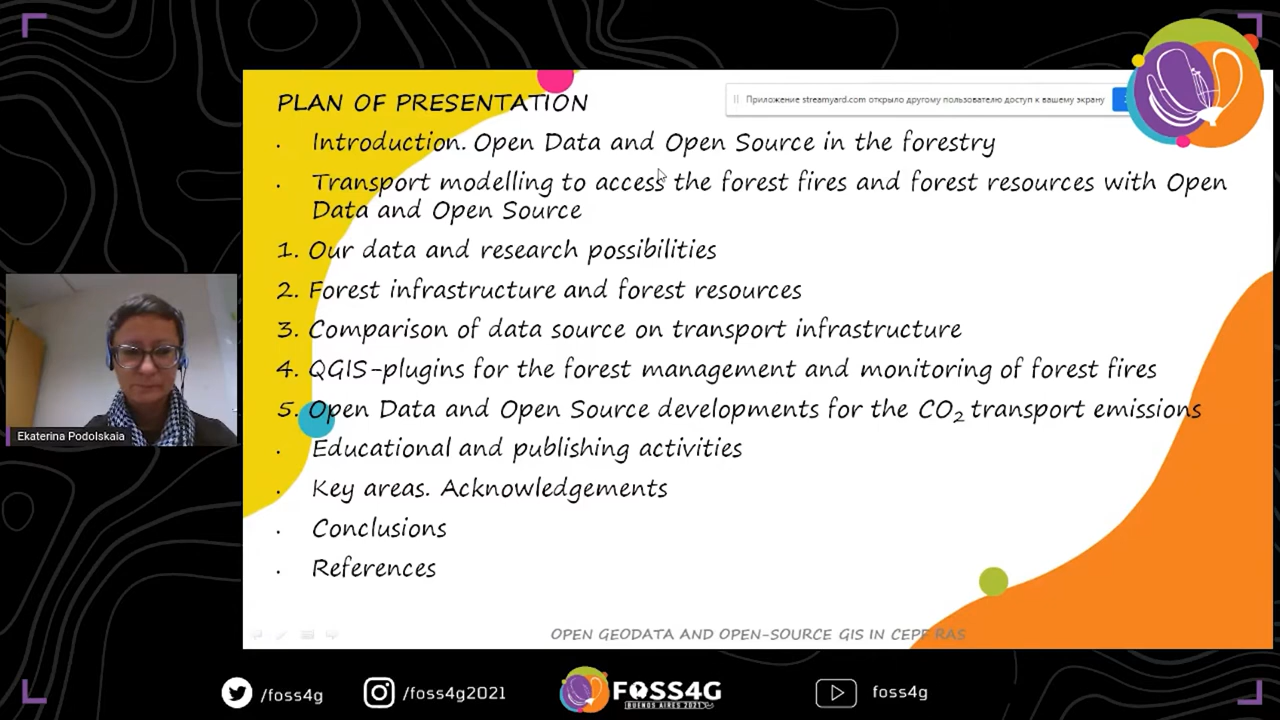 PLAN OF PRESENTATION
Приложение streamyard.com открыло другому пользователю доступ к вашему экрану
· Introduction. Open Data and Open Source in the forestry
· Transport modelling to access the forest fires and forest resources with Open
Data and Open Source
1. Our data and research possibilities
2. Forest infrastructure and forest resources
3. Comparison of data source on transport infrastructure
4. QGIS-plugins for the forest management and monitoring of forest fires
5. Open Data and Open Source developments for the CO₂ transport emissions
· Educational and publishing activities
· Key areas. Acknowledgements
· Conclusions
· References
OPEN GEODATA AND OPEN-SOURCE GIS IN CEPF RAS
Ekaterina Podolskaia
/foss4g
/foss4g2021
FOSS4G
BUENOS AIRES 2021
foss4g